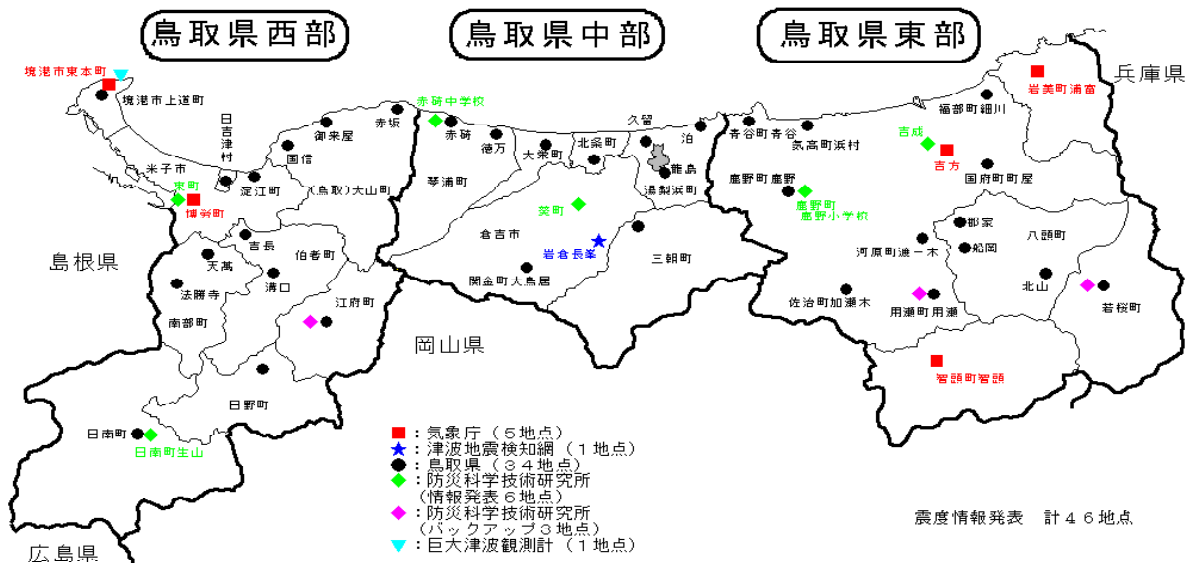 鳥取県西部
鳥取県中部
鳥取県東部
兵庫県
島根県
岡山県
広島県
境港市東本町
境港市上道町
日吉津村
米子市
東町
博労町
淀江町
国信
御来屋
赤坂
(鳥取)大山町
吉長
伯耆町
天萬
溝口
法勝寺
南部町
江府町
日野町
日南町
日南町生山
赤碕中学校
赤碕
徳万
大栄町
北条町
久留
泊
龍島
湯梨浜町
琴浦町
葵町
倉吉市
岩倉長峯
関金町大鳥居
三朝町
青谷町青谷
気高町浜村
鹿野町鹿野
鹿野町
鹿野小学校
福部町細川
岩美町浦富
吉成
吉方
国府町町屋
郡家
船岡
八頭町
河原町渡一木
北山
若桜町
佐治町加瀬木
用瀬町用瀬
智頭町智頭
:気象庁(5地点)
:津波地震検知網(1地点)
:鳥取県(34地点)
:防災科学技術研究所
(情報発表6地点)
:防災科学技術研究所
(バックアップ3地点)
:巨大津波観測計(1地点)
震度情報発表 計46地点